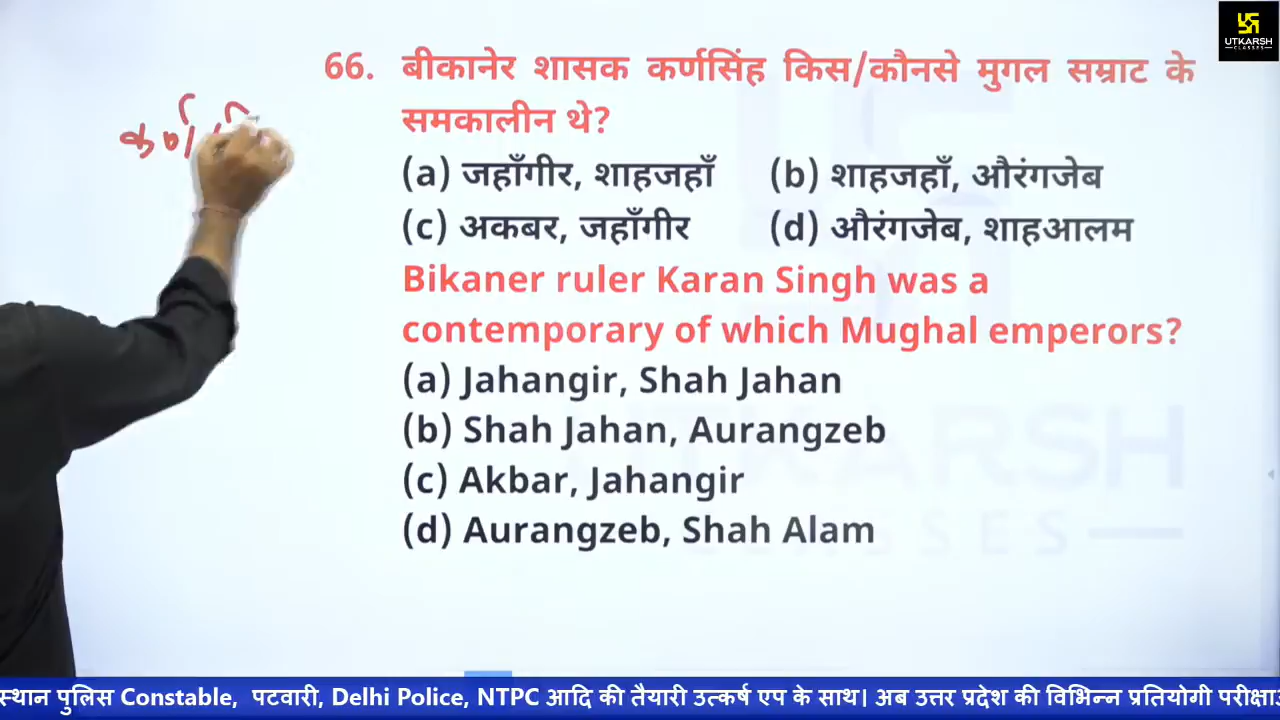 UTKARSH
CLASSES
66. बीकानेर शासक कर्णसिंह किस/कौनसे मुगल सम्राट के
समकालीन थे?
(a) जहाँगीर, शाहजहाँ (b) शाहजहाँ, औरंगजेब
(c) अकबर, जहाँगीर (d) औरंगजेब, शाहआलम
Bikaner ruler Karan Singh was a
contemporary of which Mughal emperors?
(a) Jahangir, Shah Jahan
(b) Shah Jahan, Aurangzeb
(c) Akbar, Jahangir
(d) Aurangzeb, Shah Alam
UTKARSH
CLASSES
स्थान पुलिस Constable, पटवारी, Delhi Police, NTPC आदि की तैयारी उत्कर्ष एप के साथ। अब उत्तर प्रदेश की विभिन्न प्रतियोगी